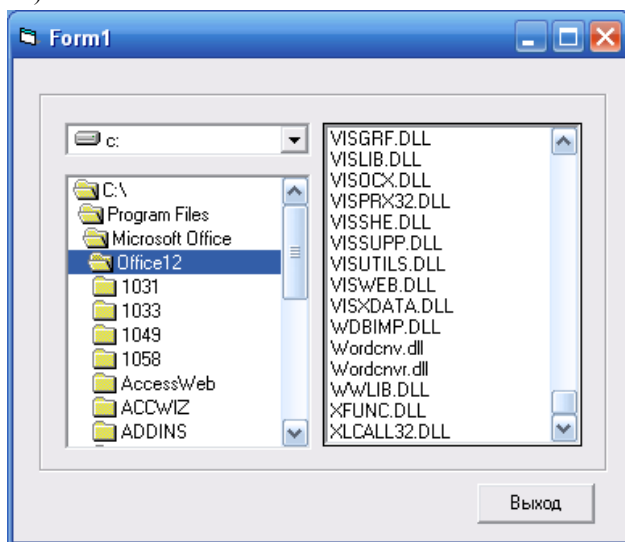 Form1
c:
C:\
Program Files
Microsoft Office
Office12
1031
1033
1049
1058
AccessWeb
ACCWIZ
ADDINS
VISGRF.DLL
VISLIB.DLL
VISOCX.DLL
VISPRX32.DLL
VISSHE.DLL
VISSUPP.DLL
VISUTILS.DLL
VISWEB.DLL
VISXDATA.DLL
WDBIMP.DLL
Wordcnv.dll
Wordcnvr.dll
WWLIB.DLL
XFUNC.DLL
XLCALL32.DLL
Выход